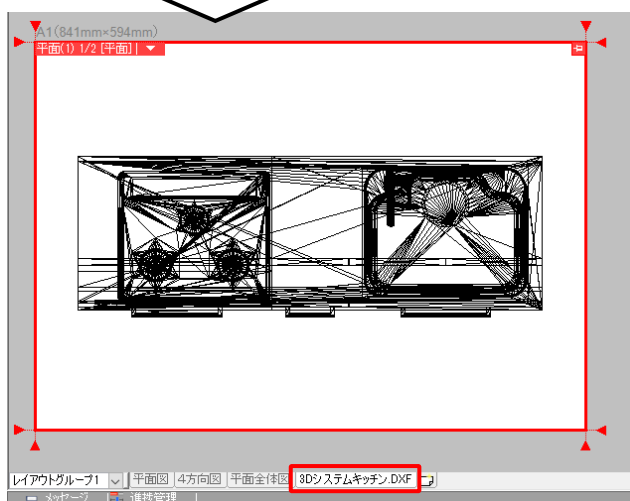 A1(841mm×594mm)
平面(1) 1/2 [平面] ▼
レイアウトグループ1 平面図 4方向図 平面全体図 3Dシステムキッチン.DXF
メッセージ 進捗管理